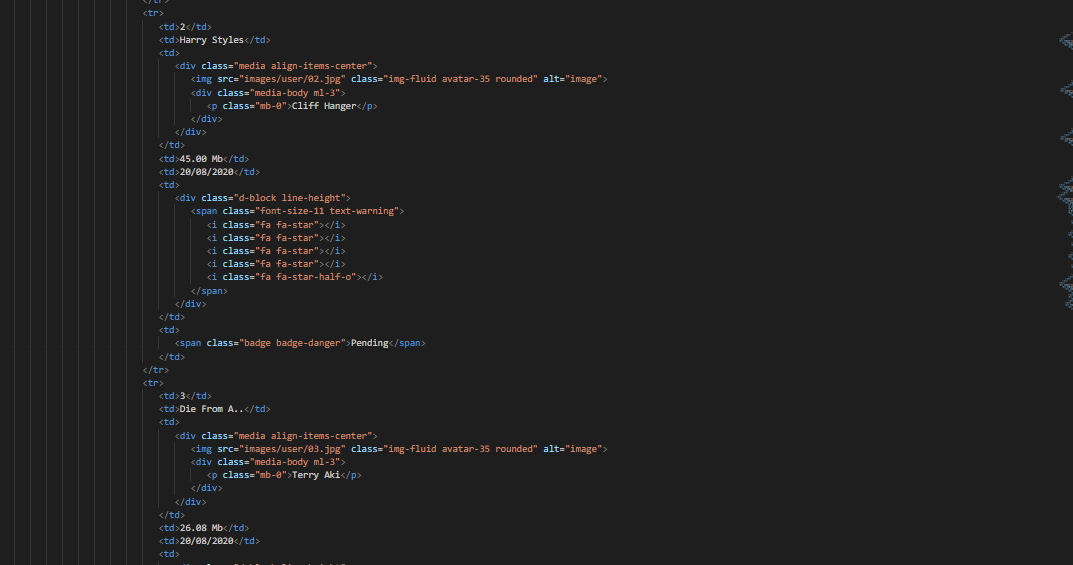 </tr>
<tr>
<td>2</td>
<td>Harry Styles</td>
<td>
<div class="media align-items-center">
<img src="images/user/02.jpg" class="img-fluid avatar-35 rounded" alt="image">
<div class="media-body ml-3">
<p class="mb-0">Cliff Hanger</p>
</div>
</div>
</td>
<td>45.00 Mb</td>
<td>20/08/2020</td>
<td>
<div class="d-block line-height">
<span class="font-size-11 text-warning">
<i class="fa fa-star"></i>
<i class="fa fa-star"></i>
<i class="fa fa-star"></i>
<i class="fa fa-star"></i>
<i class="fa fa-star-half-o"></i>
</span>
</div>
</td>
<td>
<span class="badge badge-danger">Pending</span>
</td>
</tr>
<tr>
<td>3</td>
<td>Die From A..</td>
<td>
<div class="media align-items-center">
<img src="images/user/03.jpg" class="img-fluid avatar-35 rounded" alt="image">
<div class="media-body ml-3">
<p class="mb-0">Terry Aki</p>
</div>
</div>
</td>
<td>26.08 Mb</td>
<td>20/08/2020</td>
<td>